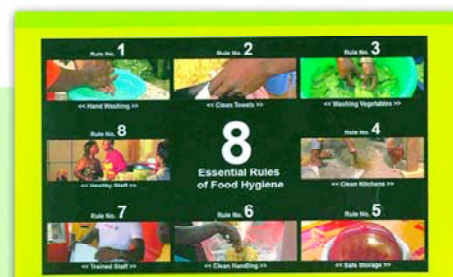 Rule No. 1
<< Hand Washing >>
Rule No. 2
<< Clean Towels >>
Rule No. 3
<< Washing Vegetables >>
Rule No. 8
<< Healthy Staff >>
8
Essential Rules
of Food Hygiene
Rule No. 4
<< Clean Kitchens >>
Rule No. 7
<< Trained Staff >>
Rule No. 6
<< Clean Handling >>
Rule No. 5
<< Safe Storage >>